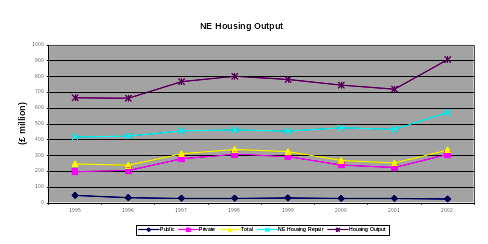 NE Housing Output
(£ million)
1000
900
800
700
600
500
400
300
200
100
0
1995 1996 1997 1998 1999 2000 2001 2002
Public Private Total NE Housing Repair Housing Output